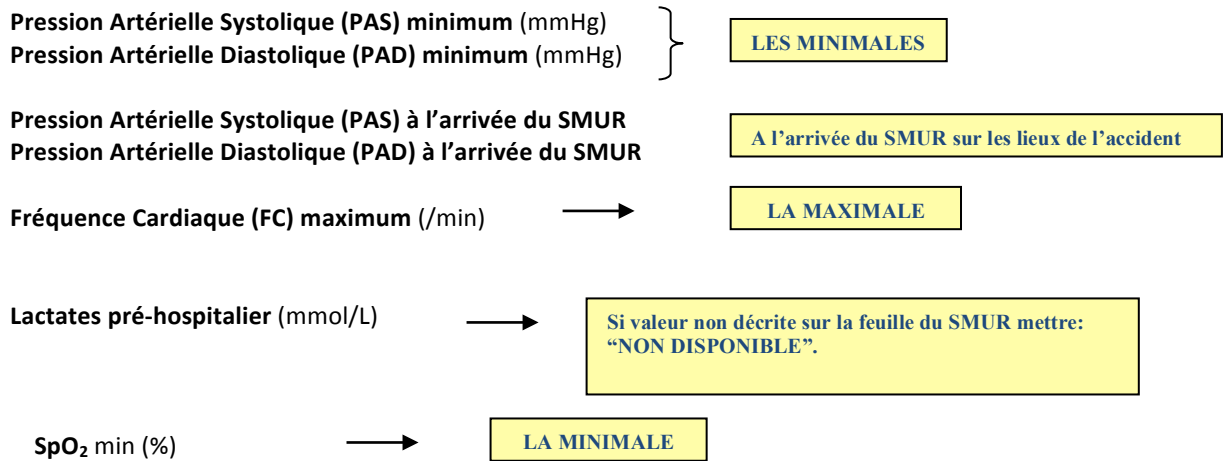 Pression Artérielle Systolique (PAS) minimum (mmHg)
Pression Artérielle Diastolique (PAD) minimum (mmHg)
LES MINIMALES
Pression Artérielle Systolique (PAS) à l’arrivée du SMUR
Pression Artérielle Diastolique (PAD) à l’arrivée du SMUR
A l’arrivée du SMUR sur les lieux de l’accident
Fréquence Cardiaque (FC) maximum (/min)
LA MAXIMALE
Lactates pré-hospitalier (mmol/L)
Si valeur non décrite sur la feuille du SMUR mettre:
“NON DISPONIBLE”.
SpO₂ min (%)
LA MINIMALE